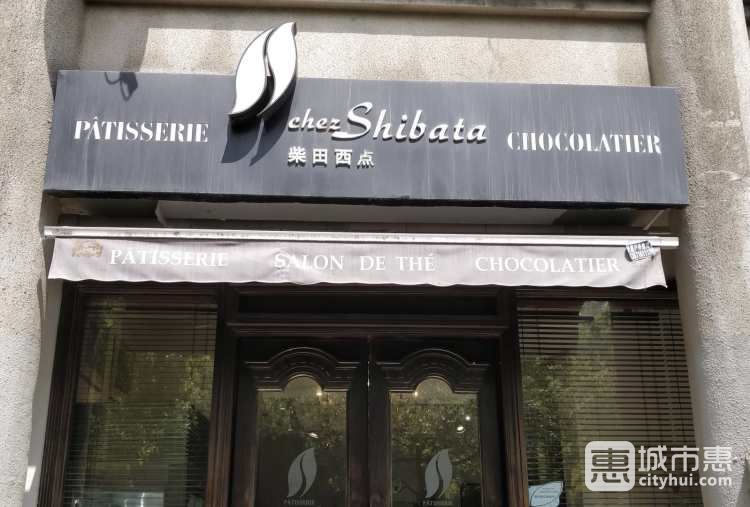 PÂTISSERIE
chez Shibata
柴田西点
CHOCOLATIER
PATISSERIE SALON DE THÉ CHOCOLATIER
PATISSERIE
PATISSERIE
惠 城市惠
cityhui.com